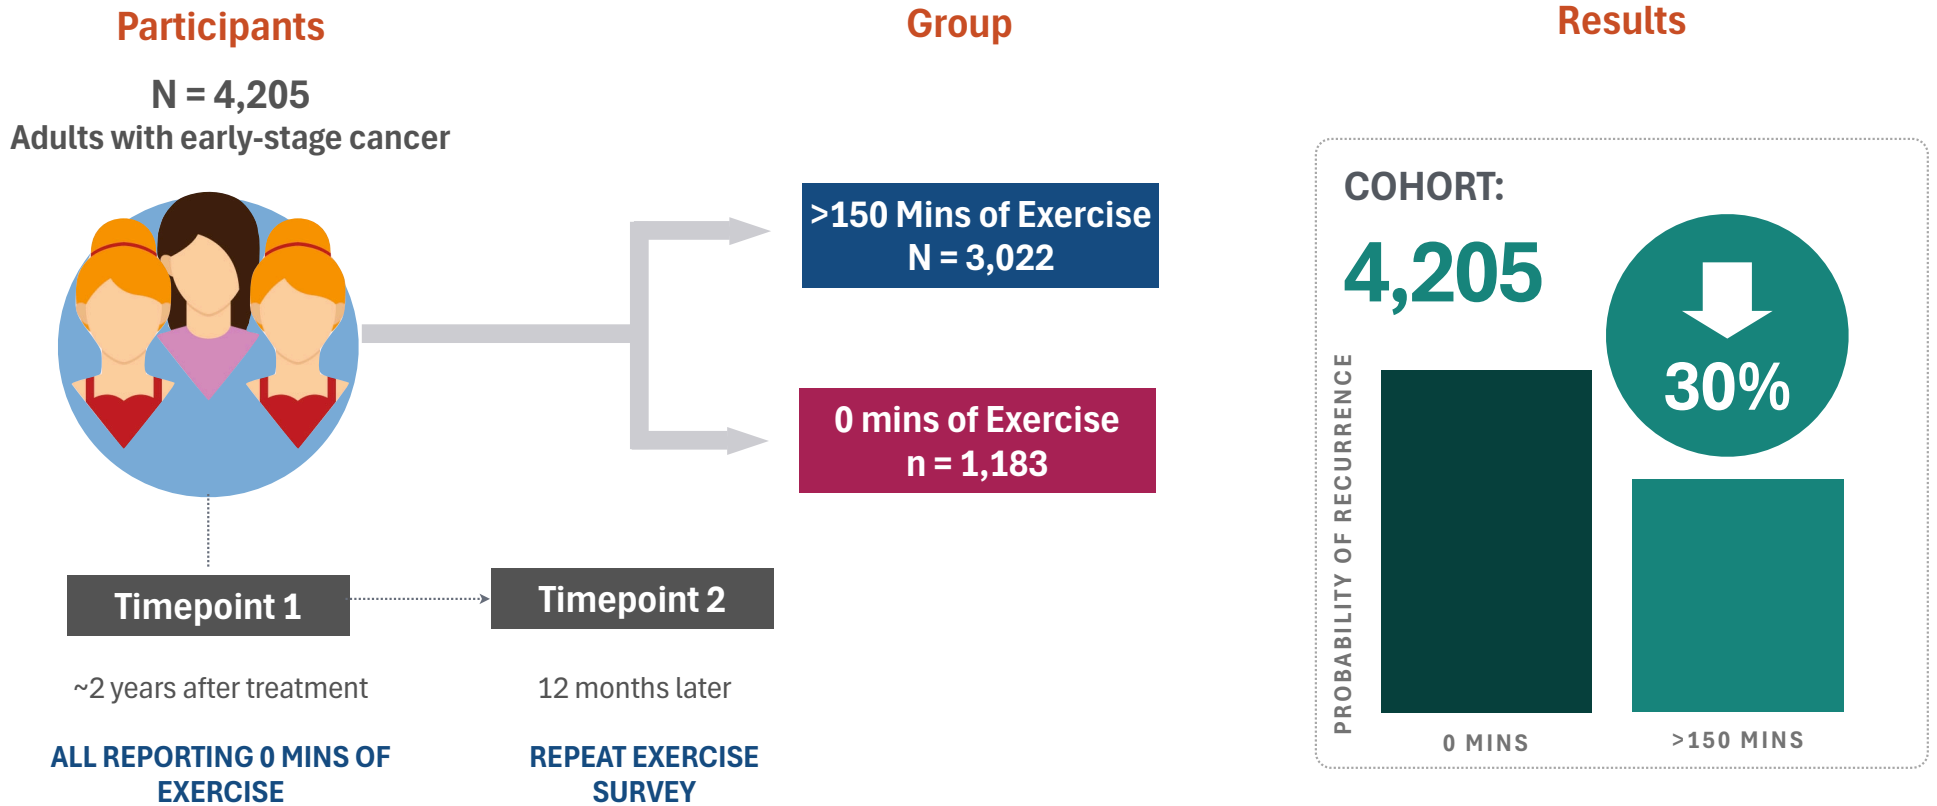 Participants
N = 4,205
Adults with early-stage cancer
Timepoint 1
~2 years after treatment
ALL REPORTING 0 MINS OF
EXERCISE
Timepoint 2
12 months later
REPEAT EXERCISE
SURVEY
Group
>150 Mins of Exercise
N = 3,022
0 mins of Exercise
n = 1,183
Results
COHORT:
4,205
30%
PROBABILITY OF RECURRENCE
0 MINS
>150 MINS